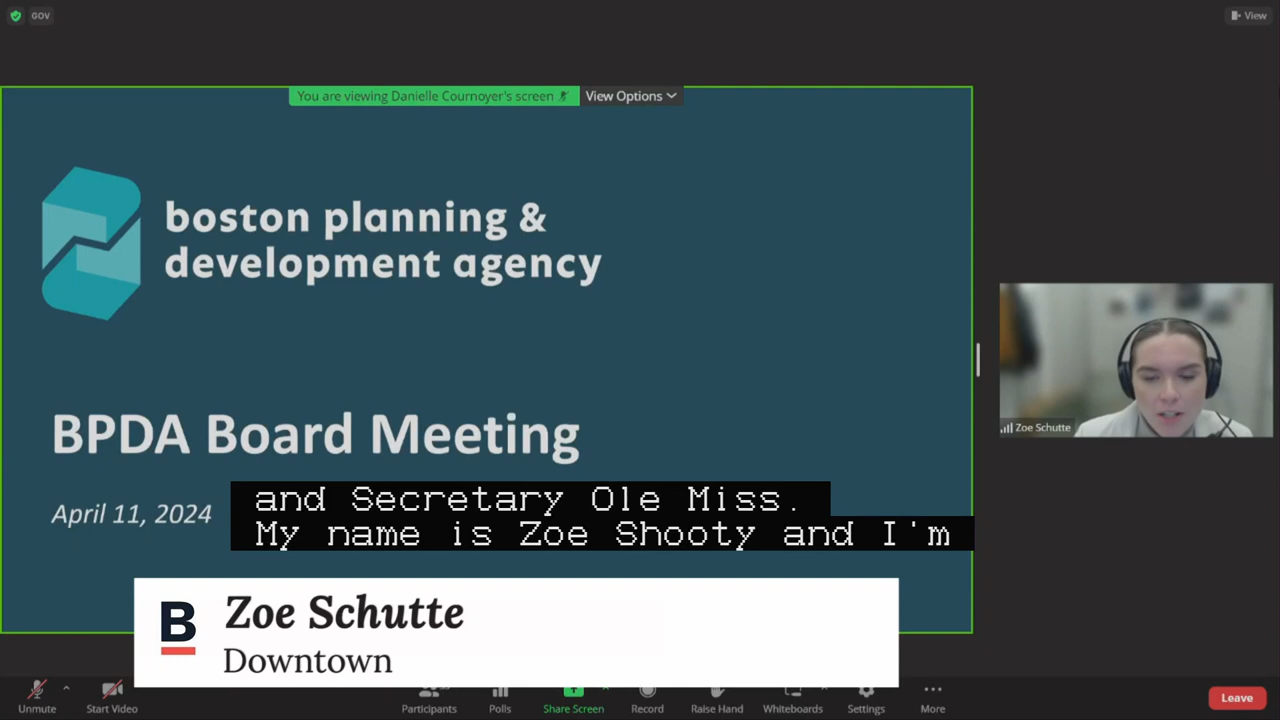 GOV
View
You are viewing Danielle Cournoyer's screen
View Options
boston planning &
development agency
BPDA Board Meeting
April 11, 2024
and Secretary Ole Miss.
My name is Zoe Shooty and I'm
Zoe Schutte
B
Zoe Schutte
Downtown
Unmute
Start Video
Participants
Polls
Share Screen
Record
Raise Hand
Whiteboards
Settings
More
Leave